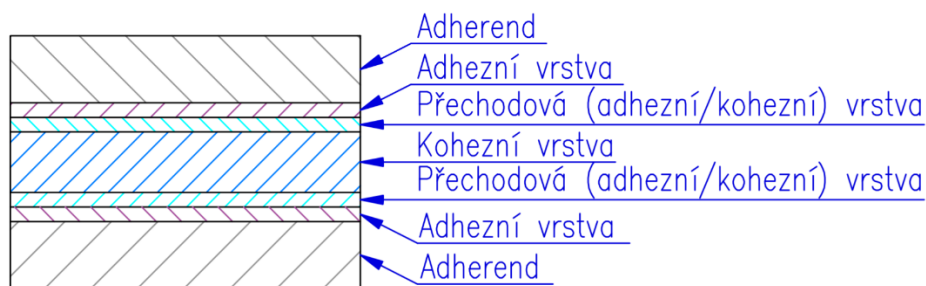 Adherend
Adhezní vrstva
Přechodová (adhezní/kohezní) vrstva
Kohezní vrstva
Přechodová (adhezní/kohezní) vrstva
Adhezní vrstva
Adherend